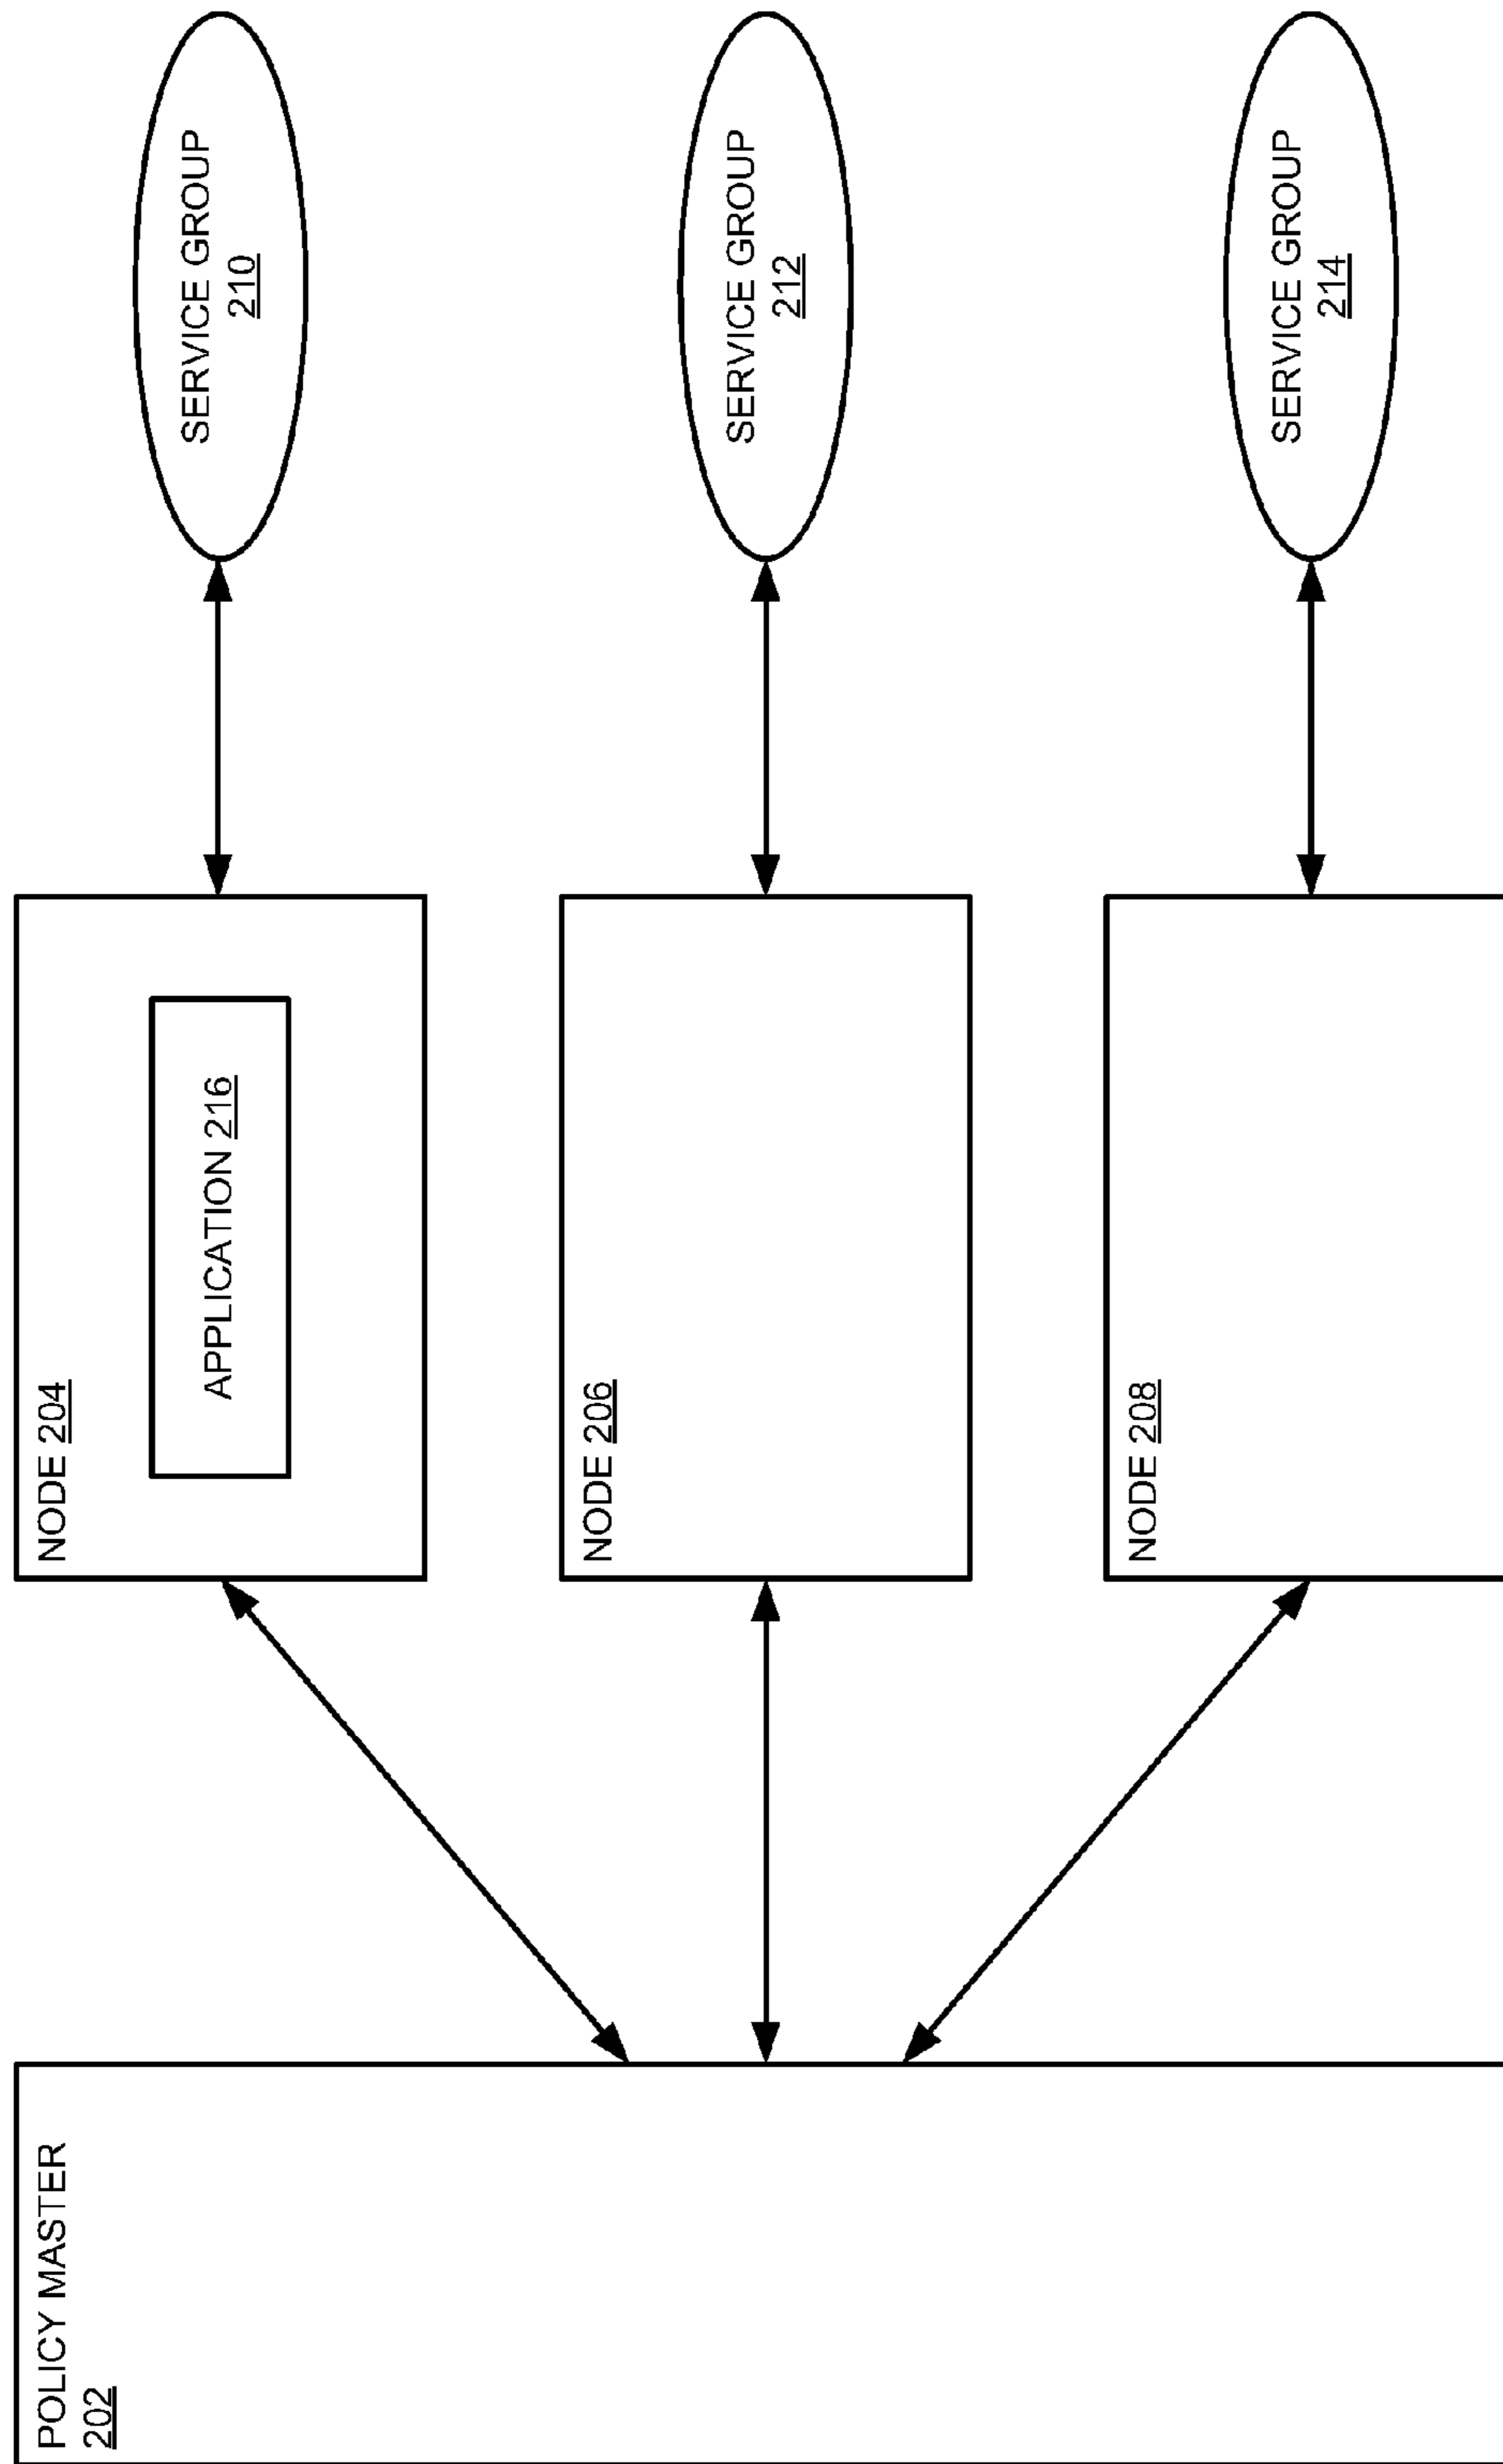 POLICY MASTER
202
NODE 204
APPLICATION 216
NODE 206
NODE 208
SERVICE GROUP
210
SERVICE GROUP
212
SERVICE GROUP
214